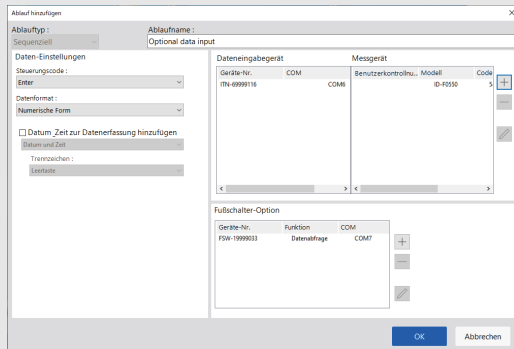 Ablauf hinzufügen
Ablauftyp :
Ablaufname :
Sequenziell
Optional data input
Daten-Einstellungen
Steuerungscode :
Enter
Datenformat :
Numerische Form
Datum_Zeit zur Datenerfassung hinzufügen
Datum und Zeit
Trennzeichen :
Leertaste
Dateneingabegerät
Messgerät
Geräte-Nr. COM
Benutzerkontrollnu... Modell Code
ITN-69999116 COM6
ID-F0550 5
Fußschalter-Option
Geräte-Nr. Funktion COM
FSW-19999033 Datenabfrage COM7
OK Abbrechen